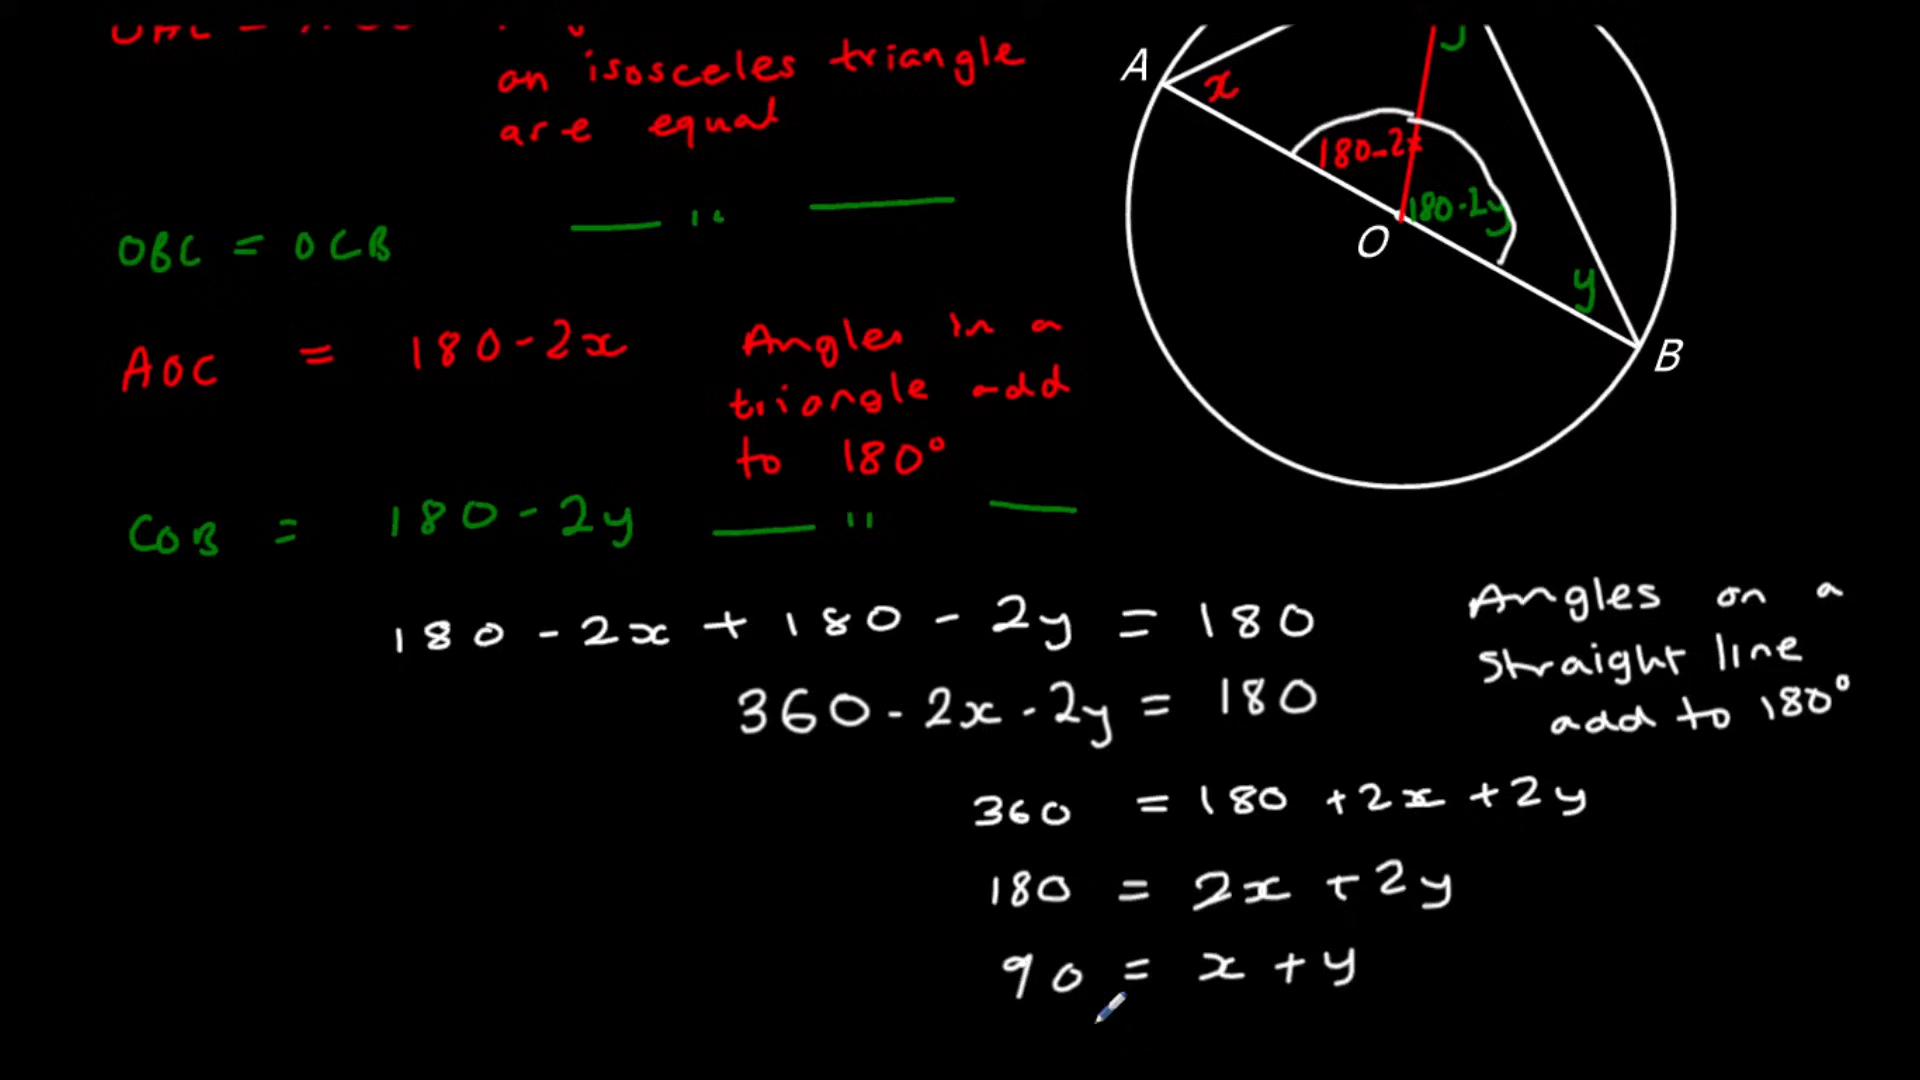 an isosceles triangle
are equal
OBC = OCB — " —
AOC = 180-2x Angles in a
triangle add
to 180°
COB = 180-2y — " —
180 - 2x + 180 - 2y = 180
360 - 2x - 2y = 180
360 = 180 + 2x + 2y
180 = 2x + 2y
90 = x + y
Angles on a
straight line
add to 180°
A
x
y
180-2x
180-2y
O
y
B